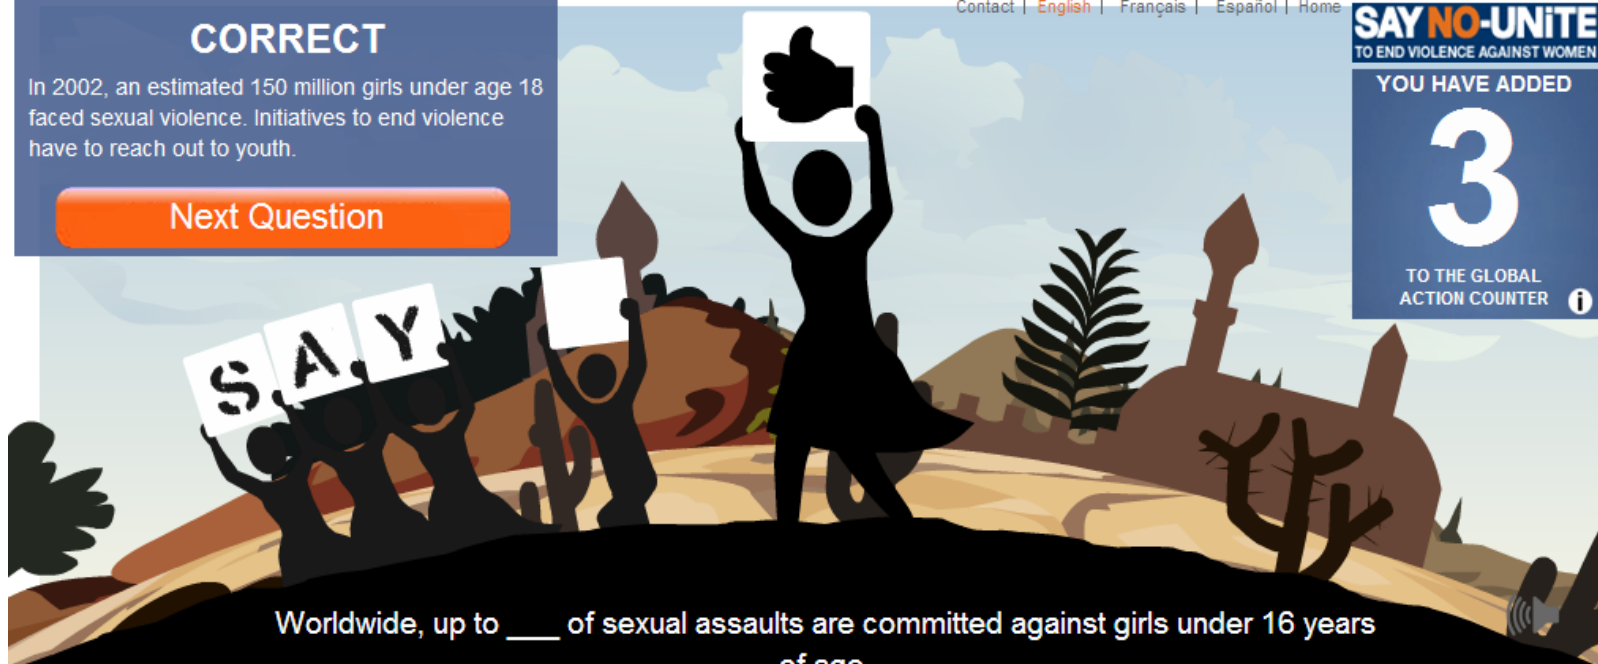 Contact | English | Français | Español | Home
CORRECT
In 2002, an estimated 150 million girls under age 18
faced sexual violence. Initiatives to end violence
have to reach out to youth.
Next Question
SAY NO-UNiTE
TO END VIOLENCE AGAINST WOMEN
YOU HAVE ADDED
3
TO THE GLOBAL
ACTION COUNTER i
S A Y
Worldwide, up to ___ of sexual assaults are committed against girls under 16 years
of age